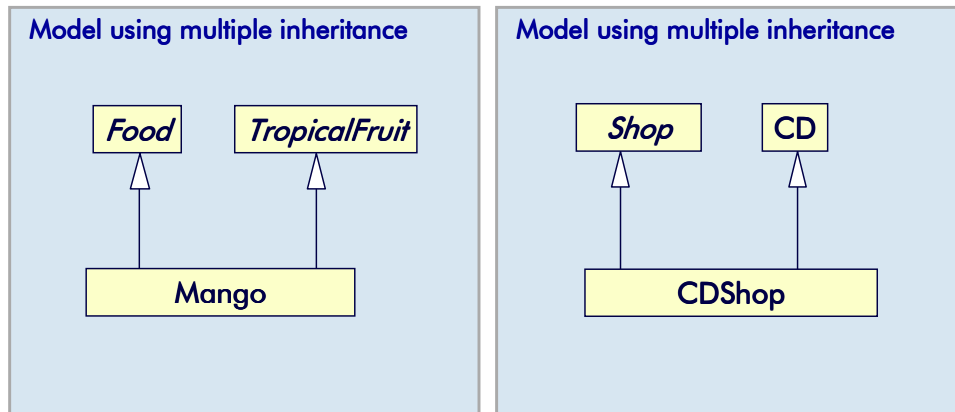 Model using multiple inheritance
Food
TropicalFruit
Mango
Model using multiple inheritance
Shop
CD
CDShop